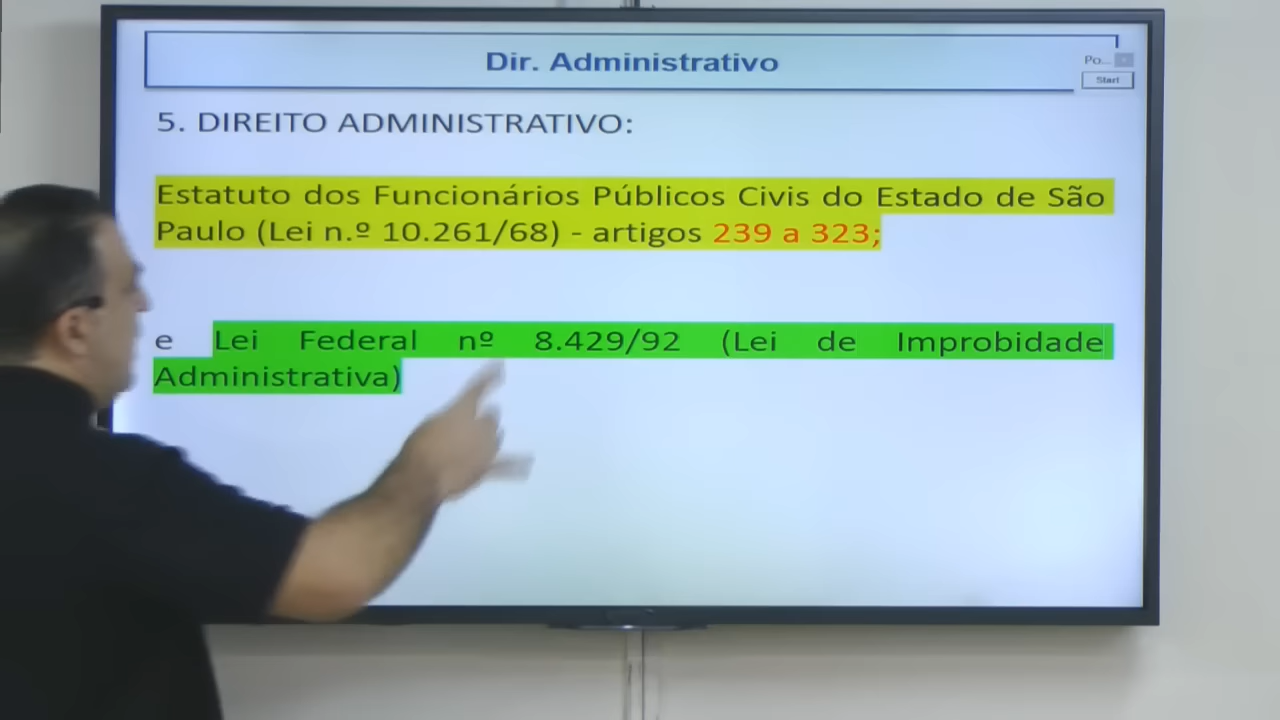 Dir. Administrativo
Po...
Start
5. DIREITO ADMINISTRATIVO:
Estatuto dos Funcionários Públicos Civis do Estado de São
Paulo (Lei n.º 10.261/68) - artigos 239 a 323;
e Lei Federal nº 8.429/92 (Lei de Improbidade
Administrativa)